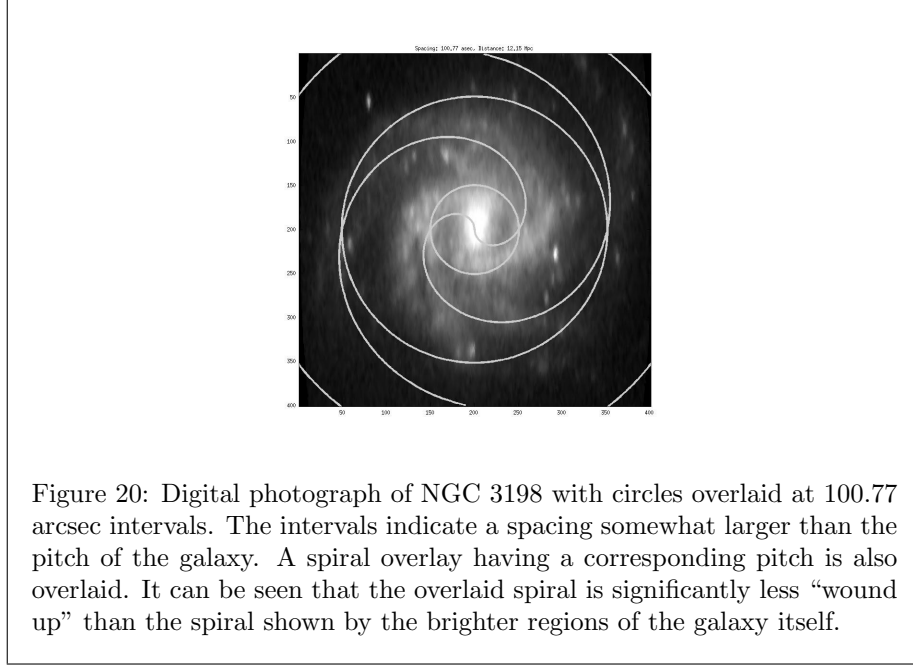 Spacing: 100.77 asec, Distance: 12.15 Mpc
50
100
150
200
250
300
350
400
50
100
150
200
250
300
350
400
Figure 20: Digital photograph of NGC 3198 with circles overlaid at 100.77
arcsec intervals. The intervals indicate a spacing somewhat larger than the
pitch of the galaxy. A spiral overlay having a corresponding pitch is also
overlaid. It can be seen that the overlaid spiral is significantly less “wound
up” than the spiral shown by the brighter regions of the galaxy itself.